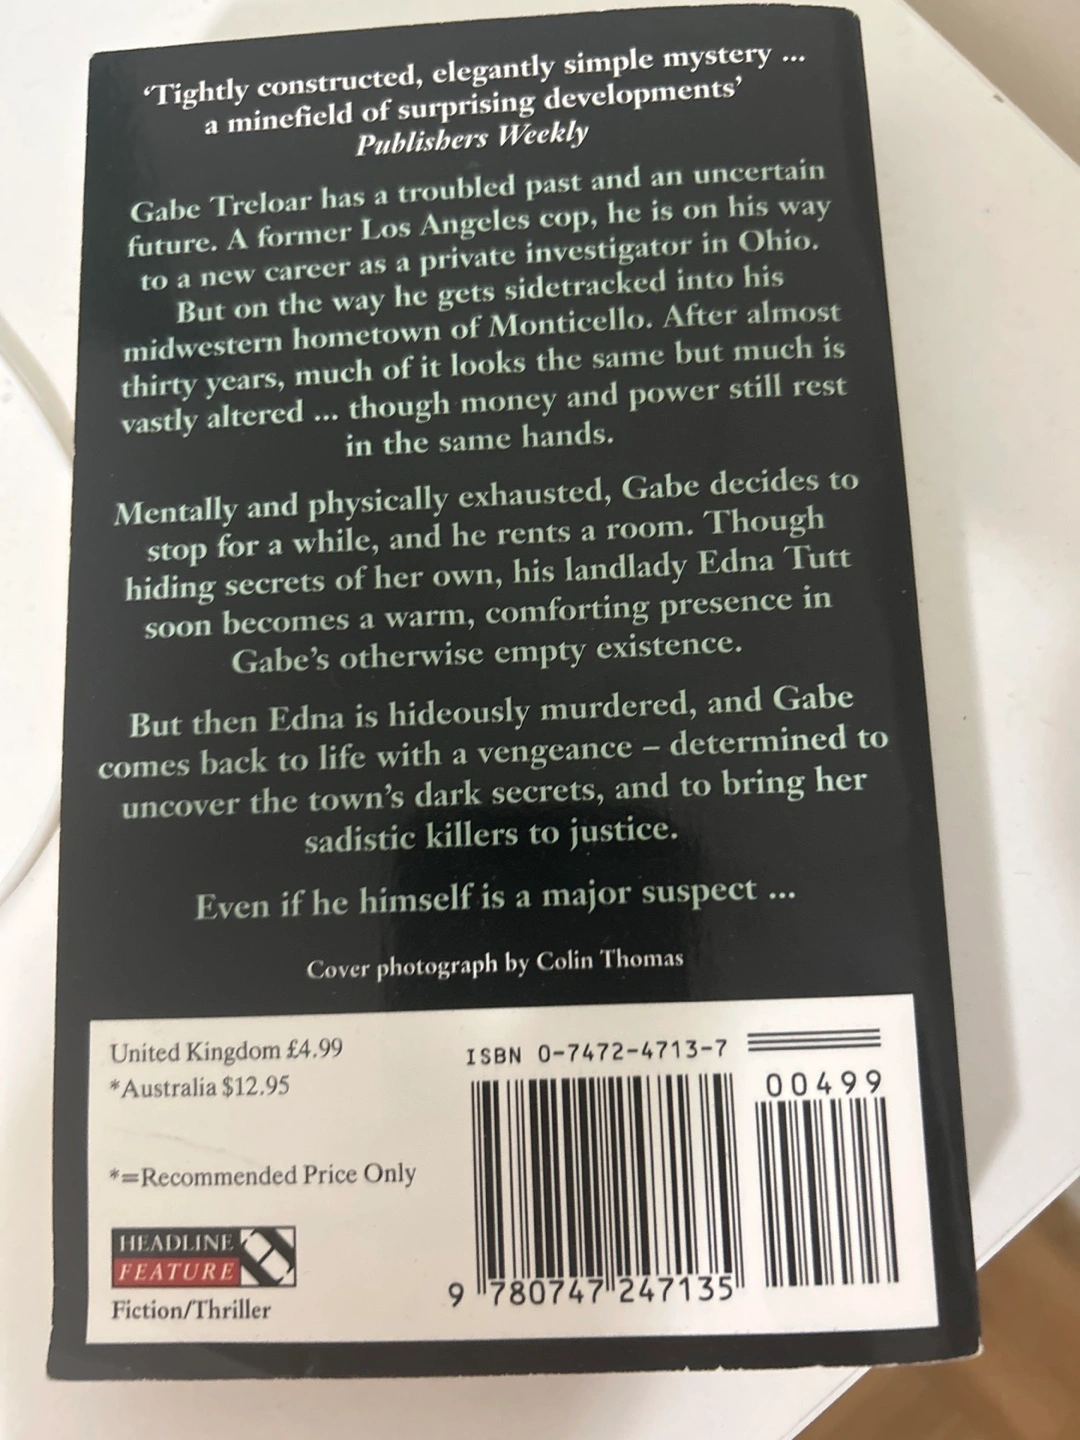 ‘Tightly constructed, elegantly simple mystery ...
a minefield of surprising developments’
Publishers Weekly
Gabe Treloar has a troubled past and an uncertain
future. A former Los Angeles cop, he is on his way
to a new career as a private investigator in Ohio.
But on the way he gets sidetracked into his
midwestern hometown of Monticello. After almost
thirty years, much of it looks the same but much is
vastly altered ... though money and power still rest
in the same hands.
Mentally and physically exhausted, Gabe decides to
stop for a while, and he rents a room. Though
hiding secrets of her own, his landlady Edna Tutt
soon becomes a warm, comforting presence in
Gabe’s otherwise empty existence.
But then Edna is hideously murdered, and Gabe
comes back to life with a vengeance – determined to
uncover the town’s dark secrets, and to bring her
sadistic killers to justice.
Even if he himself is a major suspect ...
Cover photograph by Colin Thomas
United Kingdom £4.99
*Australia $12.95
*=Recommended Price Only
HEADLINE
FEATURE
Fiction/Thriller
ISBN 0-7472-4713-7
00499
9 780747 247135